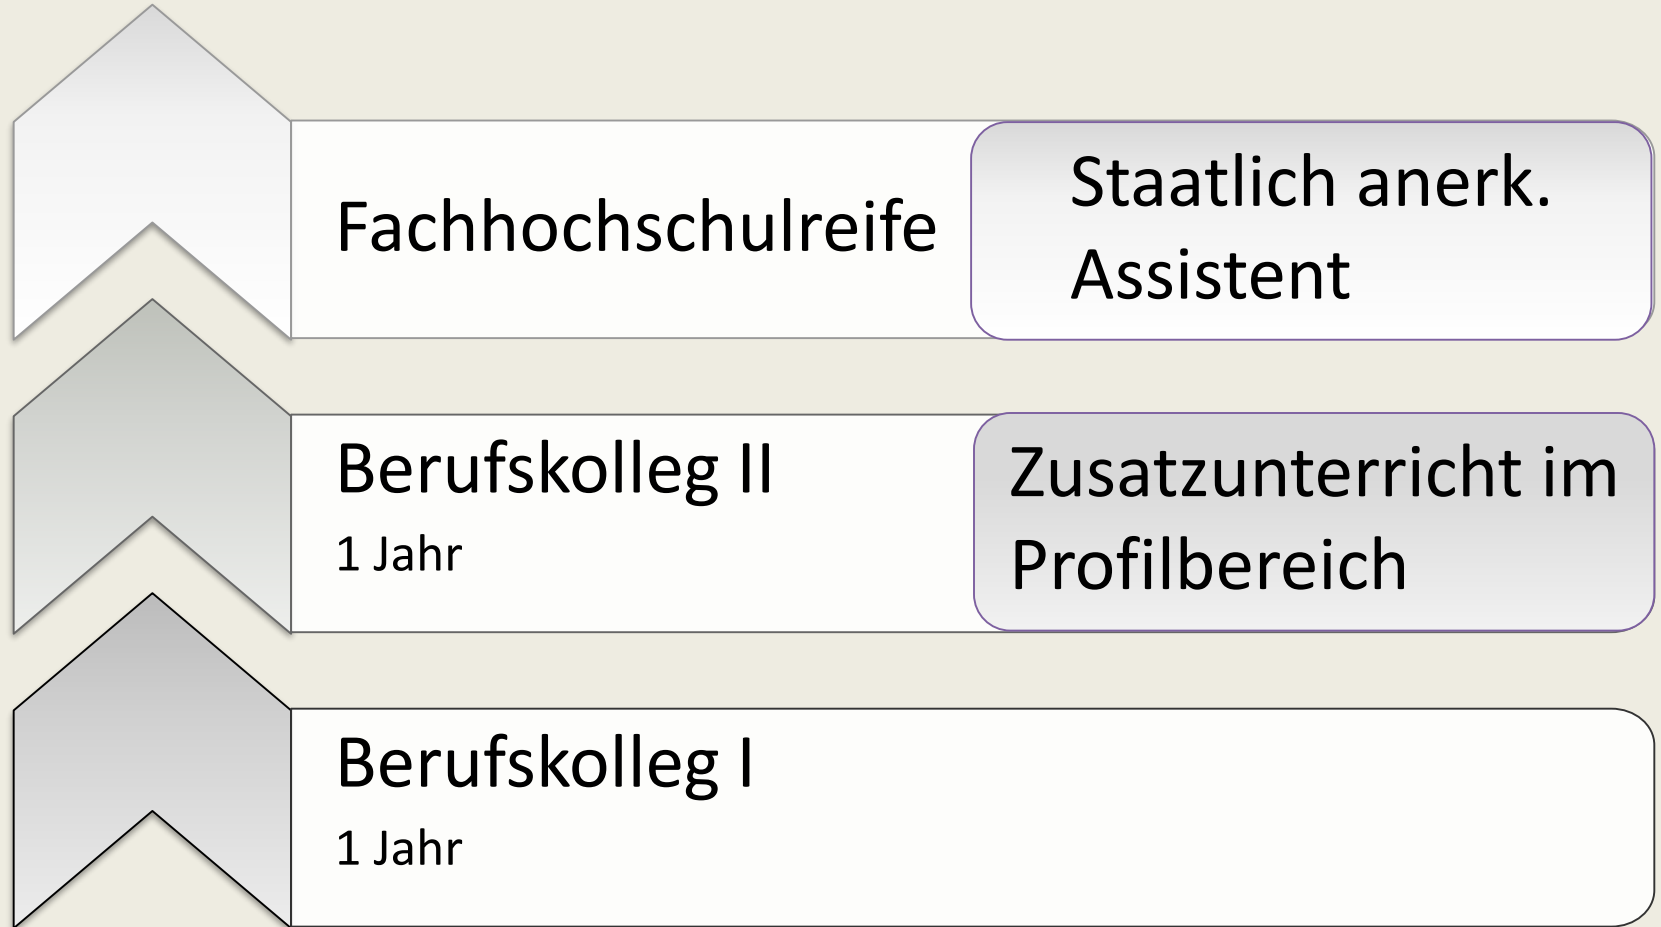 Fachhochschulreife
Staatlich anerk.
Assistent
Berufskolleg II
1 Jahr
Zusatzunterricht im
Profilbereich
Berufskolleg I
1 Jahr